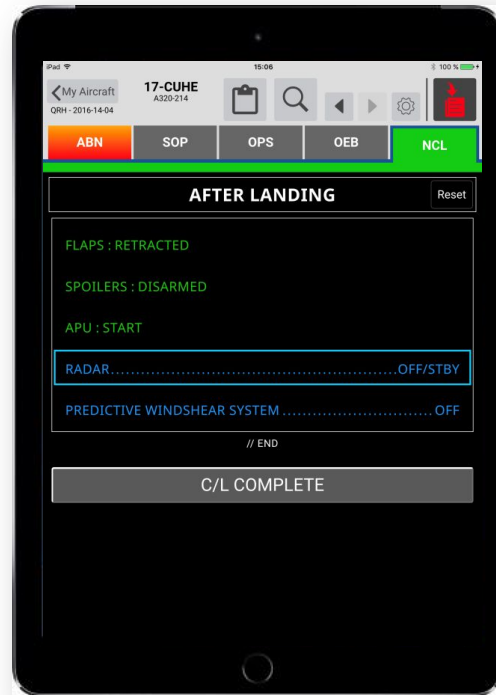 iPad 15:06 100 %
My Aircraft
17-CUHE
A320-214
QRH - 2016-14-04
ABN SOP OPS OEB NCL
AFTER LANDING Reset
FLAPS : RETRACTED
SPOILERS : DISARMED
APU : START
RADAR................................................OFF/STBY
PREDICTIVE WINDSHEAR SYSTEM.............................OFF
// END
C/L COMPLETE